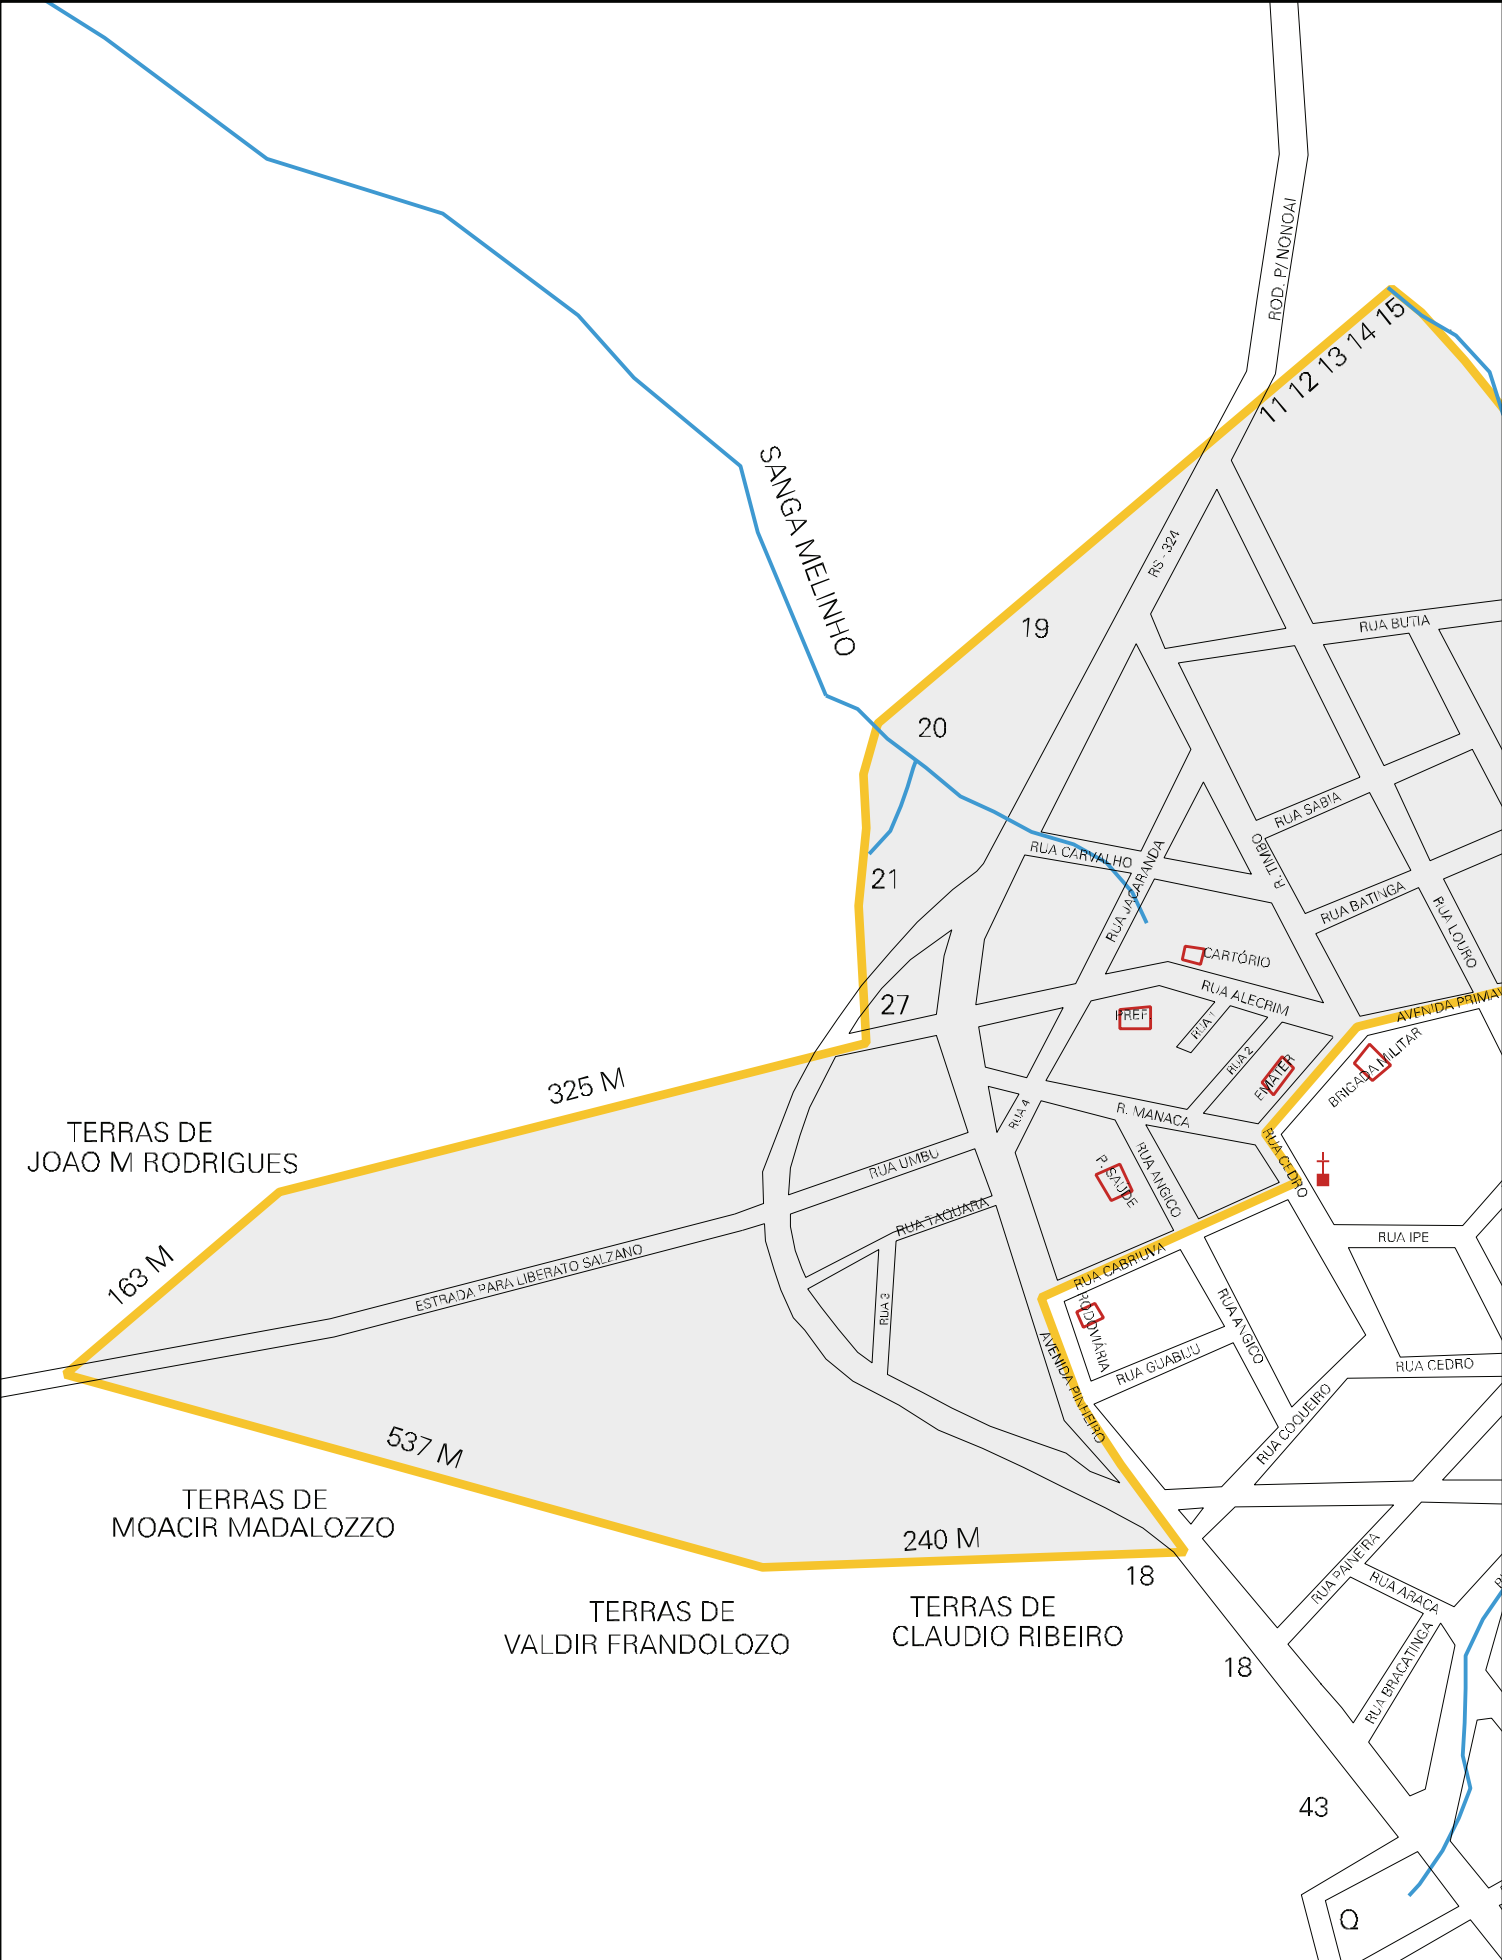 ROD. P/ NONOAI
11 12 13 14 15
SANGA MELINHO
RS - 324
19
RUA BUTIA
20
RUA SABIA
RUA CARVALHO
R. TIMBO
RUA JACARANDA
21
RUA BATINGA
RUA LOURO
CARTÓRIO
RUA ALECRIM
27
AVENIDA PRIMAV
PREF.
RUA 1
RUA 2
EMATER
BRIGADA MILITAR
325 M
RUA 4
R. MANACA
TERRAS DE
JOAO M RODRIGUES
RUA UMBU
RUA CEDRO
P. SAUDE
RUA ANGICO
RUA TAQUARA
163 M
ESTRADA PARA LIBERATO SALZANO
RUA IPE
RUA CABRIUVA
RUA 3
RODOVIÁRIA
RUA ANGICO
AVENIDA PINHEIRO
RUA GUABIJU
RUA CEDRO
RUA COQUEIRO
537 M
TERRAS DE
MOACIR MADALOZZO
240 M
18
RUA PAINEIRA
RUA ARACA
TERRAS DE
VALDIR FRANDOLOZO
TERRAS DE
CLAUDIO RIBEIRO
18
RUA BRACATINGA
43
Q